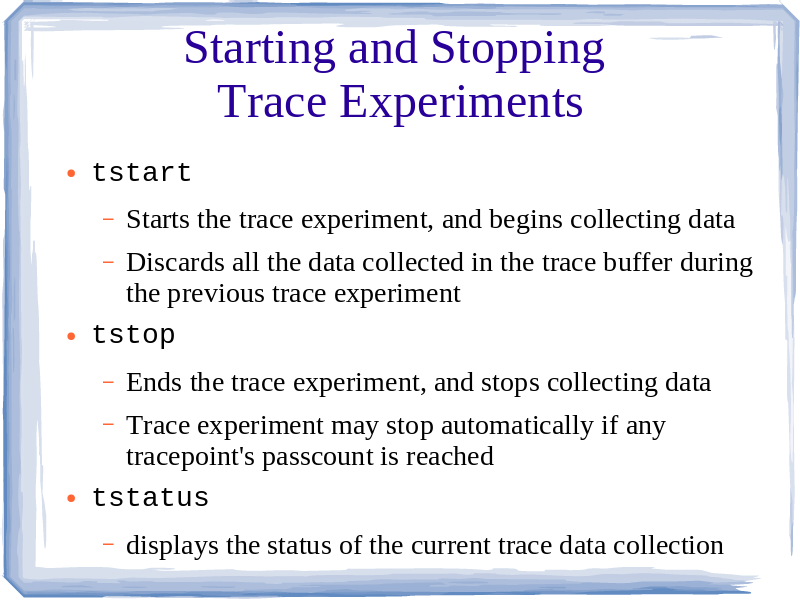 Starting and Stopping
Trace Experiments
• tstart
– Starts the trace experiment, and begins collecting data
– Discards all the data collected in the trace buffer during
the previous trace experiment
• tstop
– Ends the trace experiment, and stops collecting data
– Trace experiment may stop automatically if any
tracepoint's passcount is reached
• tstatus
– displays the status of the current trace data collection